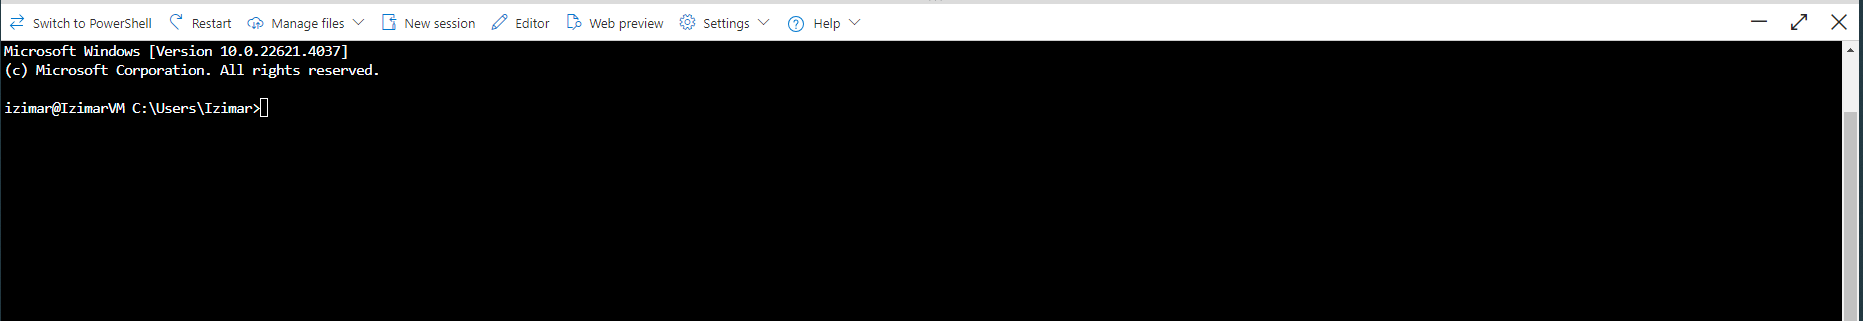 Switch to PowerShell Restart Manage files New session Editor Web preview Settings Help
Microsoft Windows [Version 10.0.22621.4037]
(c) Microsoft Corporation. All rights reserved.
izimar@IzimarVM C:\Users\Izimar>